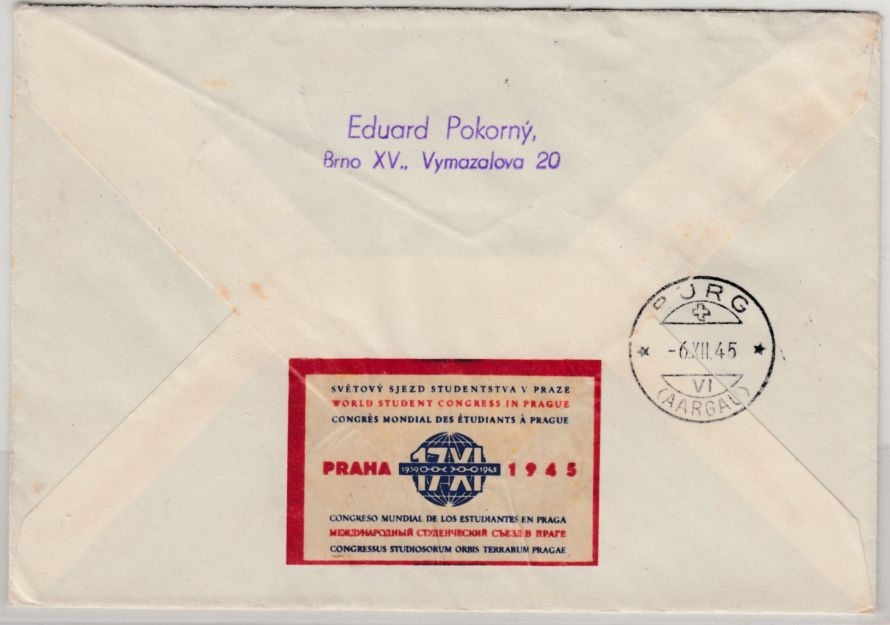 Eduard Pokorný,
Brno XV., Vymazalova 20
BURG
-6.XII.45
VI
(AARGAU)
SVĚTOVÝ SJEZD STUDENTSTVA V PRAZE
WORLD STUDENT CONGRESS IN PRAGUE
CONGRÈS MONDIAL DES ÉTUDIANTS À PRAGUE
PRAHA 17XI 1945
1939 1945
CONGRESO MUNDIAL DE LOS ESTUDIANTES EN PRAGA
МЕЖДУНАРОДНЫЙ СТУДЕНЧЕСКИЙ СЪЕЗД В ПРАГЕ
CONGRESSUS STUDIOSORUM ORBIS TERRARUM PRAGAE